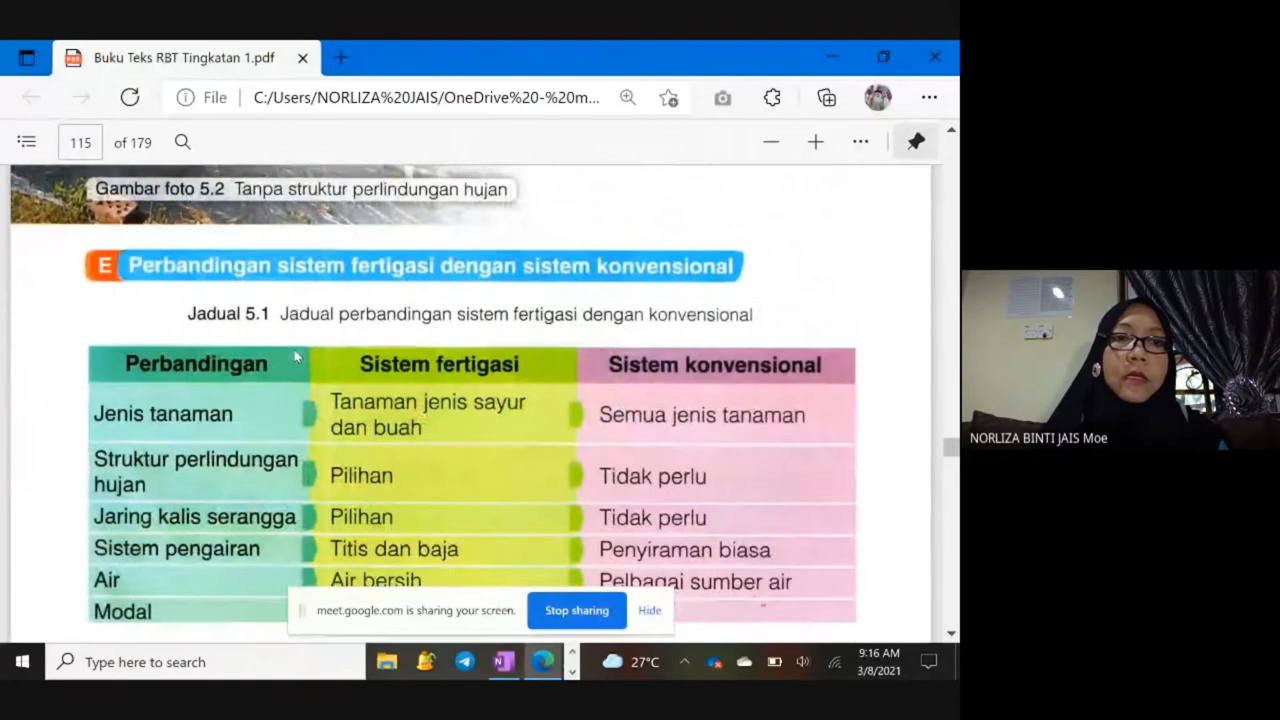 Buku Teks RBT Tingkatan 1.pdf
File
C:/Users/NORLIZA%20JAIS/OneDrive%20-%20m...
115 of 179
Gambar foto 5.2 Tanpa struktur perlindungan hujan
E Perbandingan sistem fertigasi dengan sistem konvensional
Jadual 5.1 Jadual perbandingan sistem fertigasi dengan konvensional
Perbandingan Sistem fertigasi Sistem konvensional
Jenis tanaman Tanaman jenis sayur dan buah Semua jenis tanaman
Struktur perlindungan hujan Pilihan Tidak perlu
Jaring kalis serangga Pilihan Tidak perlu
Sistem pengairan Titis dan baja Penyiraman biasa
Air Air bersih Pelbagai sumber air
Modal
meet.google.com is sharing your screen. Stop sharing Hide
Type here to search
27°C
9:16 AM
3/8/2021
NORLIZA BINTI JAIS Moe